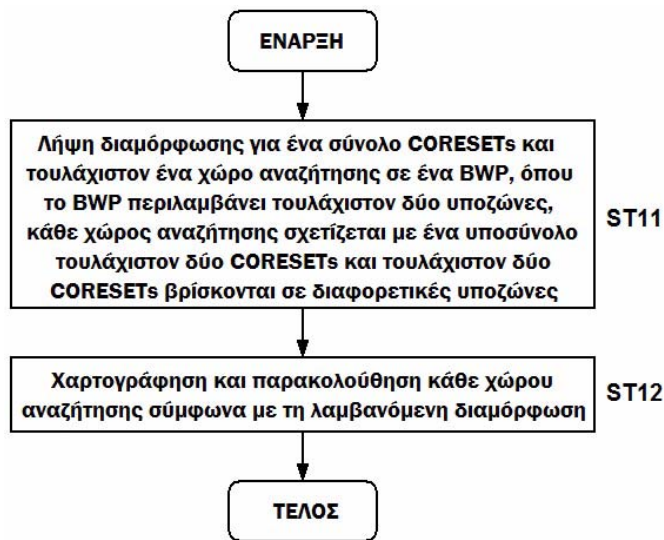 ΕΝΑΡΞΗ
Λήψη διαμόρφωσης για ένα σύνολο CORESETs και
τουλάχιστον ένα χώρο αναζήτησης σε ένα BWP, όπου
το BWP περιλαμβάνει τουλάχιστον δύο υποζώνες,
κάθε χώρος αναζήτησης σχετίζεται με ένα υποσύνολο
τουλάχιστον δύο CORESETs και τουλάχιστον δύο
CORESETs βρίσκονται σε διαφορετικές υποζώνες
ST11
Χαρτογράφηση και παρακολούθηση κάθε χώρου
αναζήτησης σύμφωνα με τη λαμβανόμενη διαμόρφωση
ST12
ΤΕΛΟΣ